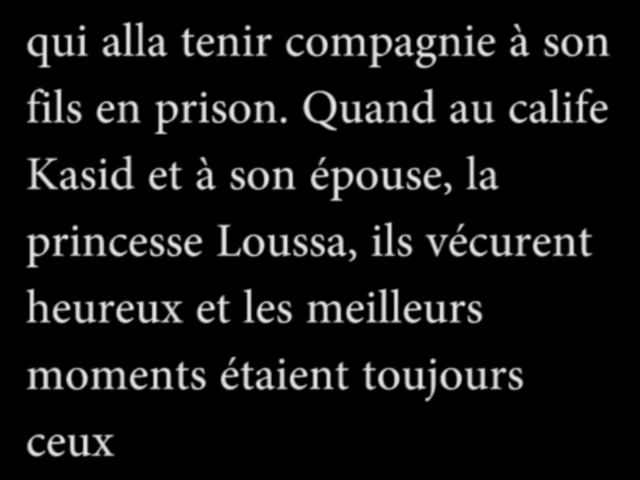 qui alla tenir compagnie à son
fils en prison. Quand au calife
Kasid et à son épouse, la
princesse Loussa, ils vécurent
heureux et les meilleurs
moments étaient toujours
ceux